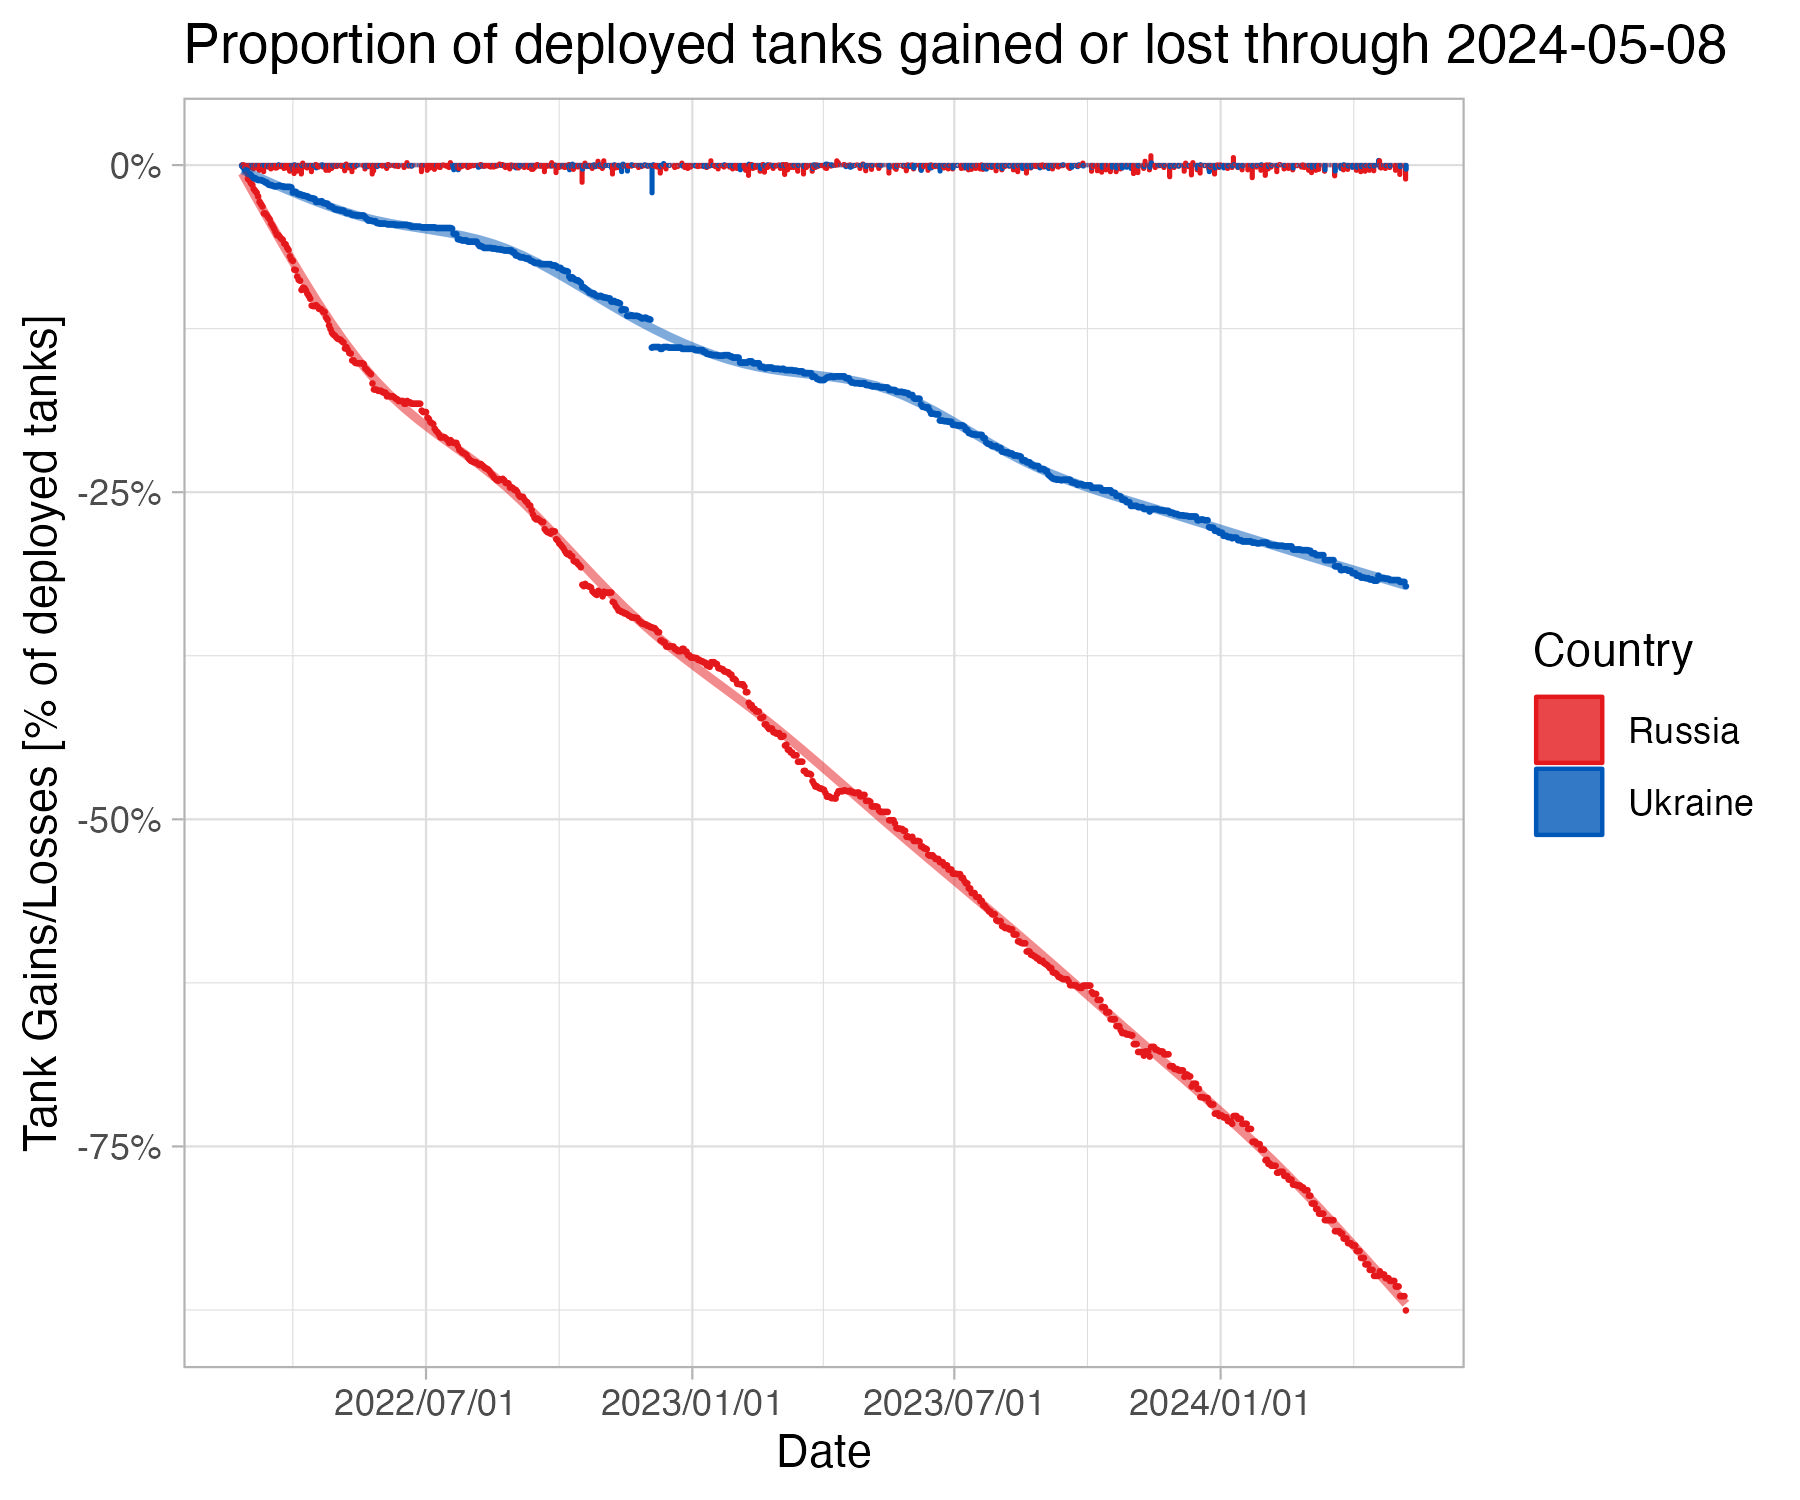 Proportion of deployed tanks gained or lost through 2024-05-08
Tank Gains/Losses [% of deployed tanks]
0%
-25%
-50%
-75%
2022/07/01
2023/01/01
2023/07/01
2024/01/01
Date
Country
Russia
Ukraine